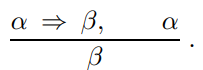 α ⇒ β, α
β .